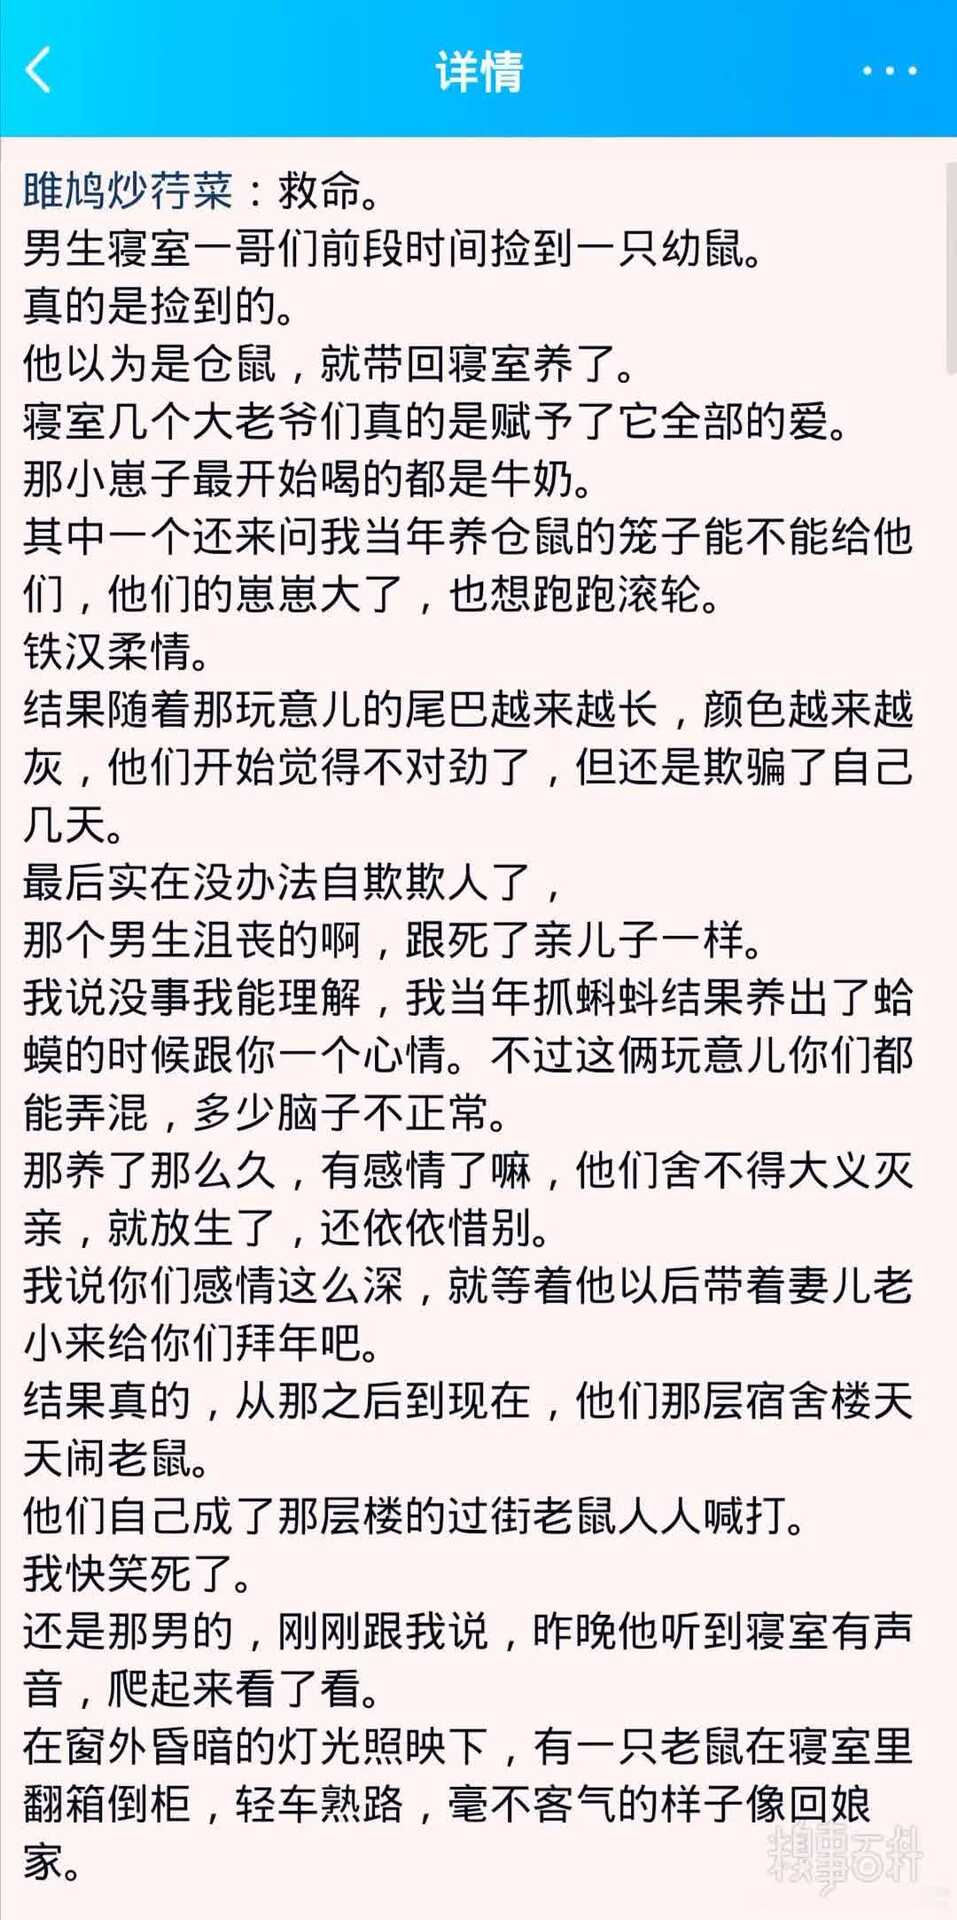 详情
雎鸠炒荇菜：救命。
男生寝室一哥们前段时间捡到一只幼鼠。
真的是捡到的。
他以为是仓鼠，就带回寝室养了。
寝室几个大老爷们真的是赋予了它全部的爱。
那小崽子最开始喝的都是牛奶。
其中一个还来问我当年养仓鼠的笼子能不能给他
们，他们的崽崽大了，也想跑跑滚轮。
铁汉柔情。
结果随着那玩意儿的尾巴越来越长，颜色越来越
灰，他们开始觉得不对劲了，但还是欺骗了自己
几天。
最后实在没办法自欺欺人了，
那个男生沮丧的啊，跟死了亲儿子一样。
我说没事我能理解，我当年抓蝌蚪结果养出了蛤
蟆的时候跟你一个心情。不过这俩玩意儿你们都
能弄混，多少脑子不正常。
那养了那么久，有感情了嘛，他们舍不得大义灭
亲，就放生了，还依依惜别。
我说你们感情这么深，就等着他以后带着妻儿老
小来给你们拜年吧。
结果真的，从那之后到现在，他们那层宿舍楼天
天闹老鼠。
他们自己成了那层楼的过街老鼠人人喊打。
我快笑死了。
还是那男的，刚刚跟我说，昨晚他听到寝室有声
音，爬起来看了看。
在窗外昏暗的灯光照映下，有一只老鼠在寝室里
翻箱倒柜，轻车熟路，毫不客气的样子像回娘
家。
糗事百科